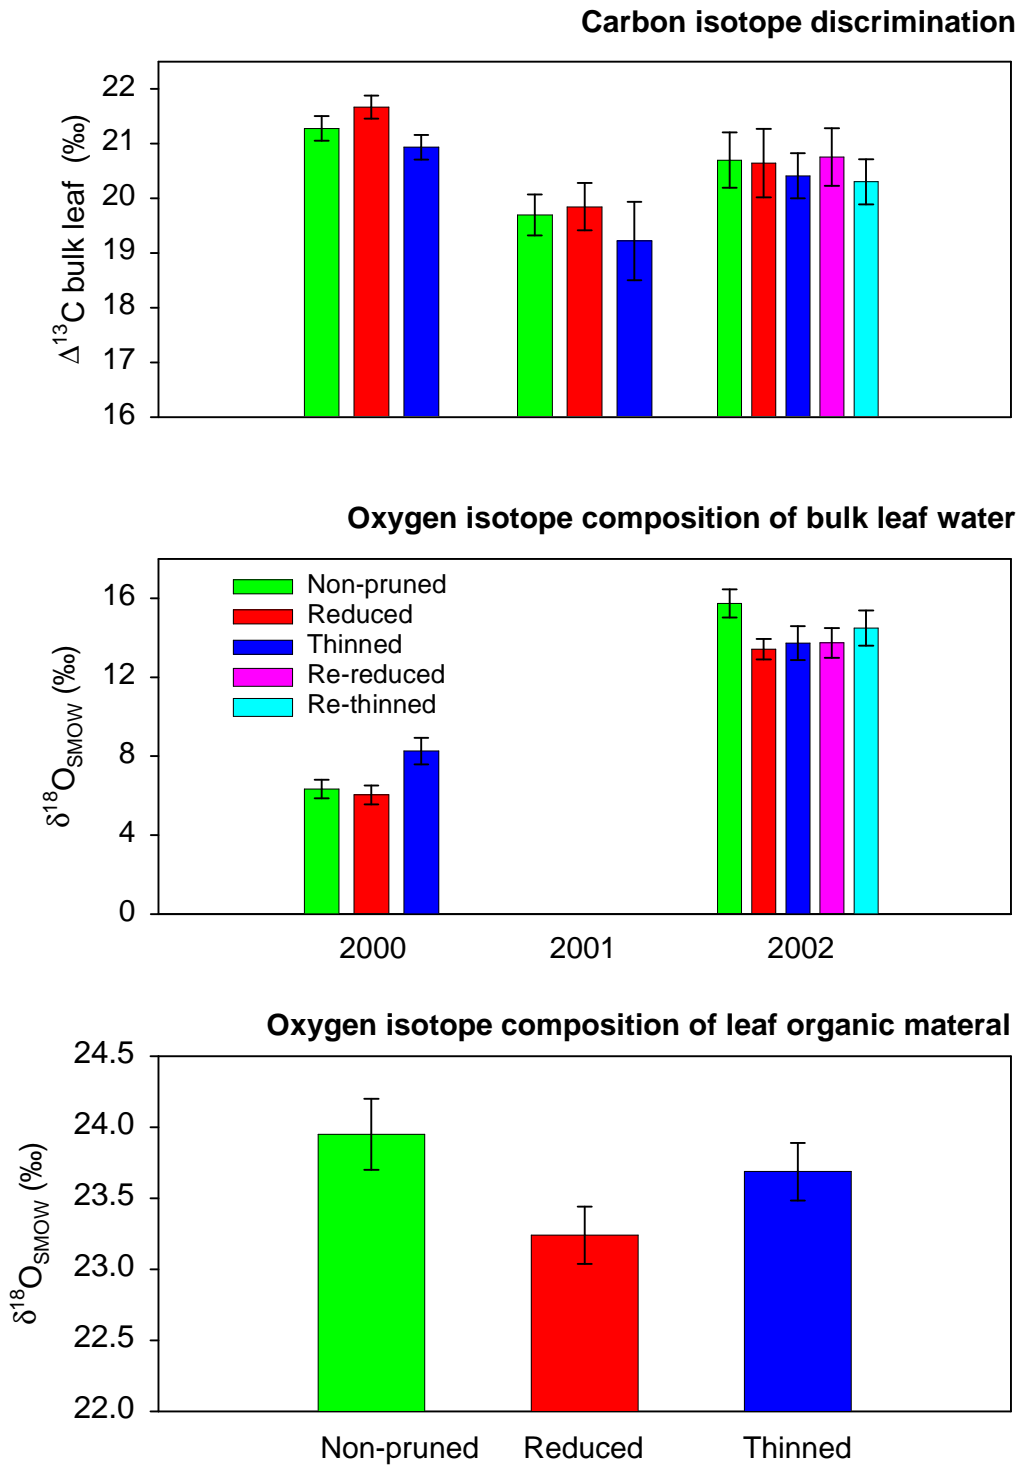 Carbon isotope discrimination
22
21
20
19
18
17
16
Δ¹³C bulk leaf (‰)
Oxygen isotope composition of bulk leaf water
16
12
8
4
0
δ¹⁸O_SMOW (‰)
Non-pruned
Reduced
Thinned
Re-reduced
Re-thinned
2000 2001 2002
Oxygen isotope composition of leaf organic materal
24.5
24.0
23.5
23.0
22.5
22.0
δ¹⁸O_SMOW (‰)
Non-pruned Reduced Thinned